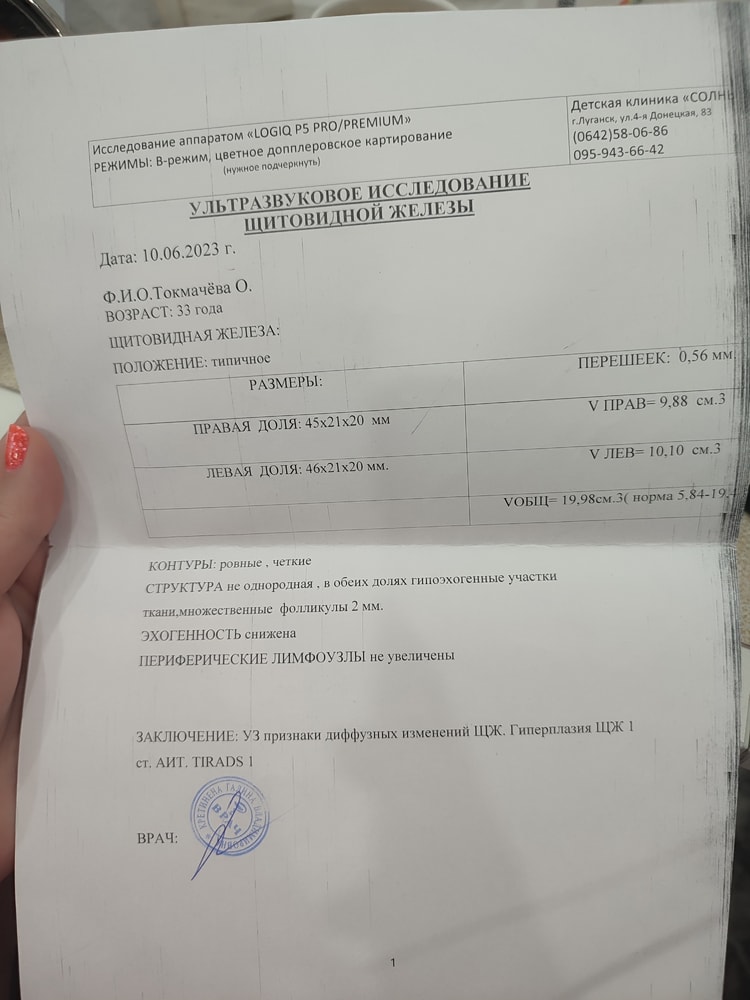 Исследование аппаратом «LOGIQ P5 PRO/PREMIUM»
РЕЖИМЫ: В-режим, цветное допплеровское картирование
(нужное подчеркнуть)
Детская клиника «СОЛН
г.Луганск, ул.4-я Донецкая, 83
(0642)58-06-86
095-943-66-42
УЛЬТРАЗВУКОВОЕ ИССЛЕДОВАНИЕ
ЩИТОВИДНОЙ ЖЕЛЕЗЫ
Дата: 10.06.2023 г.
Ф.И.О.Токмачёва О.
ВОЗРАСТ: 33 года
ЩИТОВИДНАЯ ЖЕЛЕЗА:
ПОЛОЖЕНИЕ: типичное
РАЗМЕРЫ: ПЕРЕШЕЕК: 0,56 мм
ПРАВАЯ ДОЛЯ: 45х21х20 мм V ПРАВ= 9,88 см.3
ЛЕВАЯ ДОЛЯ: 46х21х20 мм. V ЛЕВ= 10,10 см.3
VОБЩ= 19,98см.3( норма 5,84-19,4
КОНТУРЫ: ровные , четкие
СТРУКТУРА не однородная , в обеих долях гипоэхогенные участки
ткани,множественные фолликулы 2 мм.
ЭХОГЕННОСТЬ снижена
ПЕРИФЕРИЧЕСКИЕ ЛИМФОУЗЛЫ не увеличены
ЗАКЛЮЧЕНИЕ: УЗ признаки диффузных изменений ЩЖ. Гиперплазия ЩЖ 1
ст. АИТ. TIRADS 1
ВРАЧ:
ВРАЧ
1